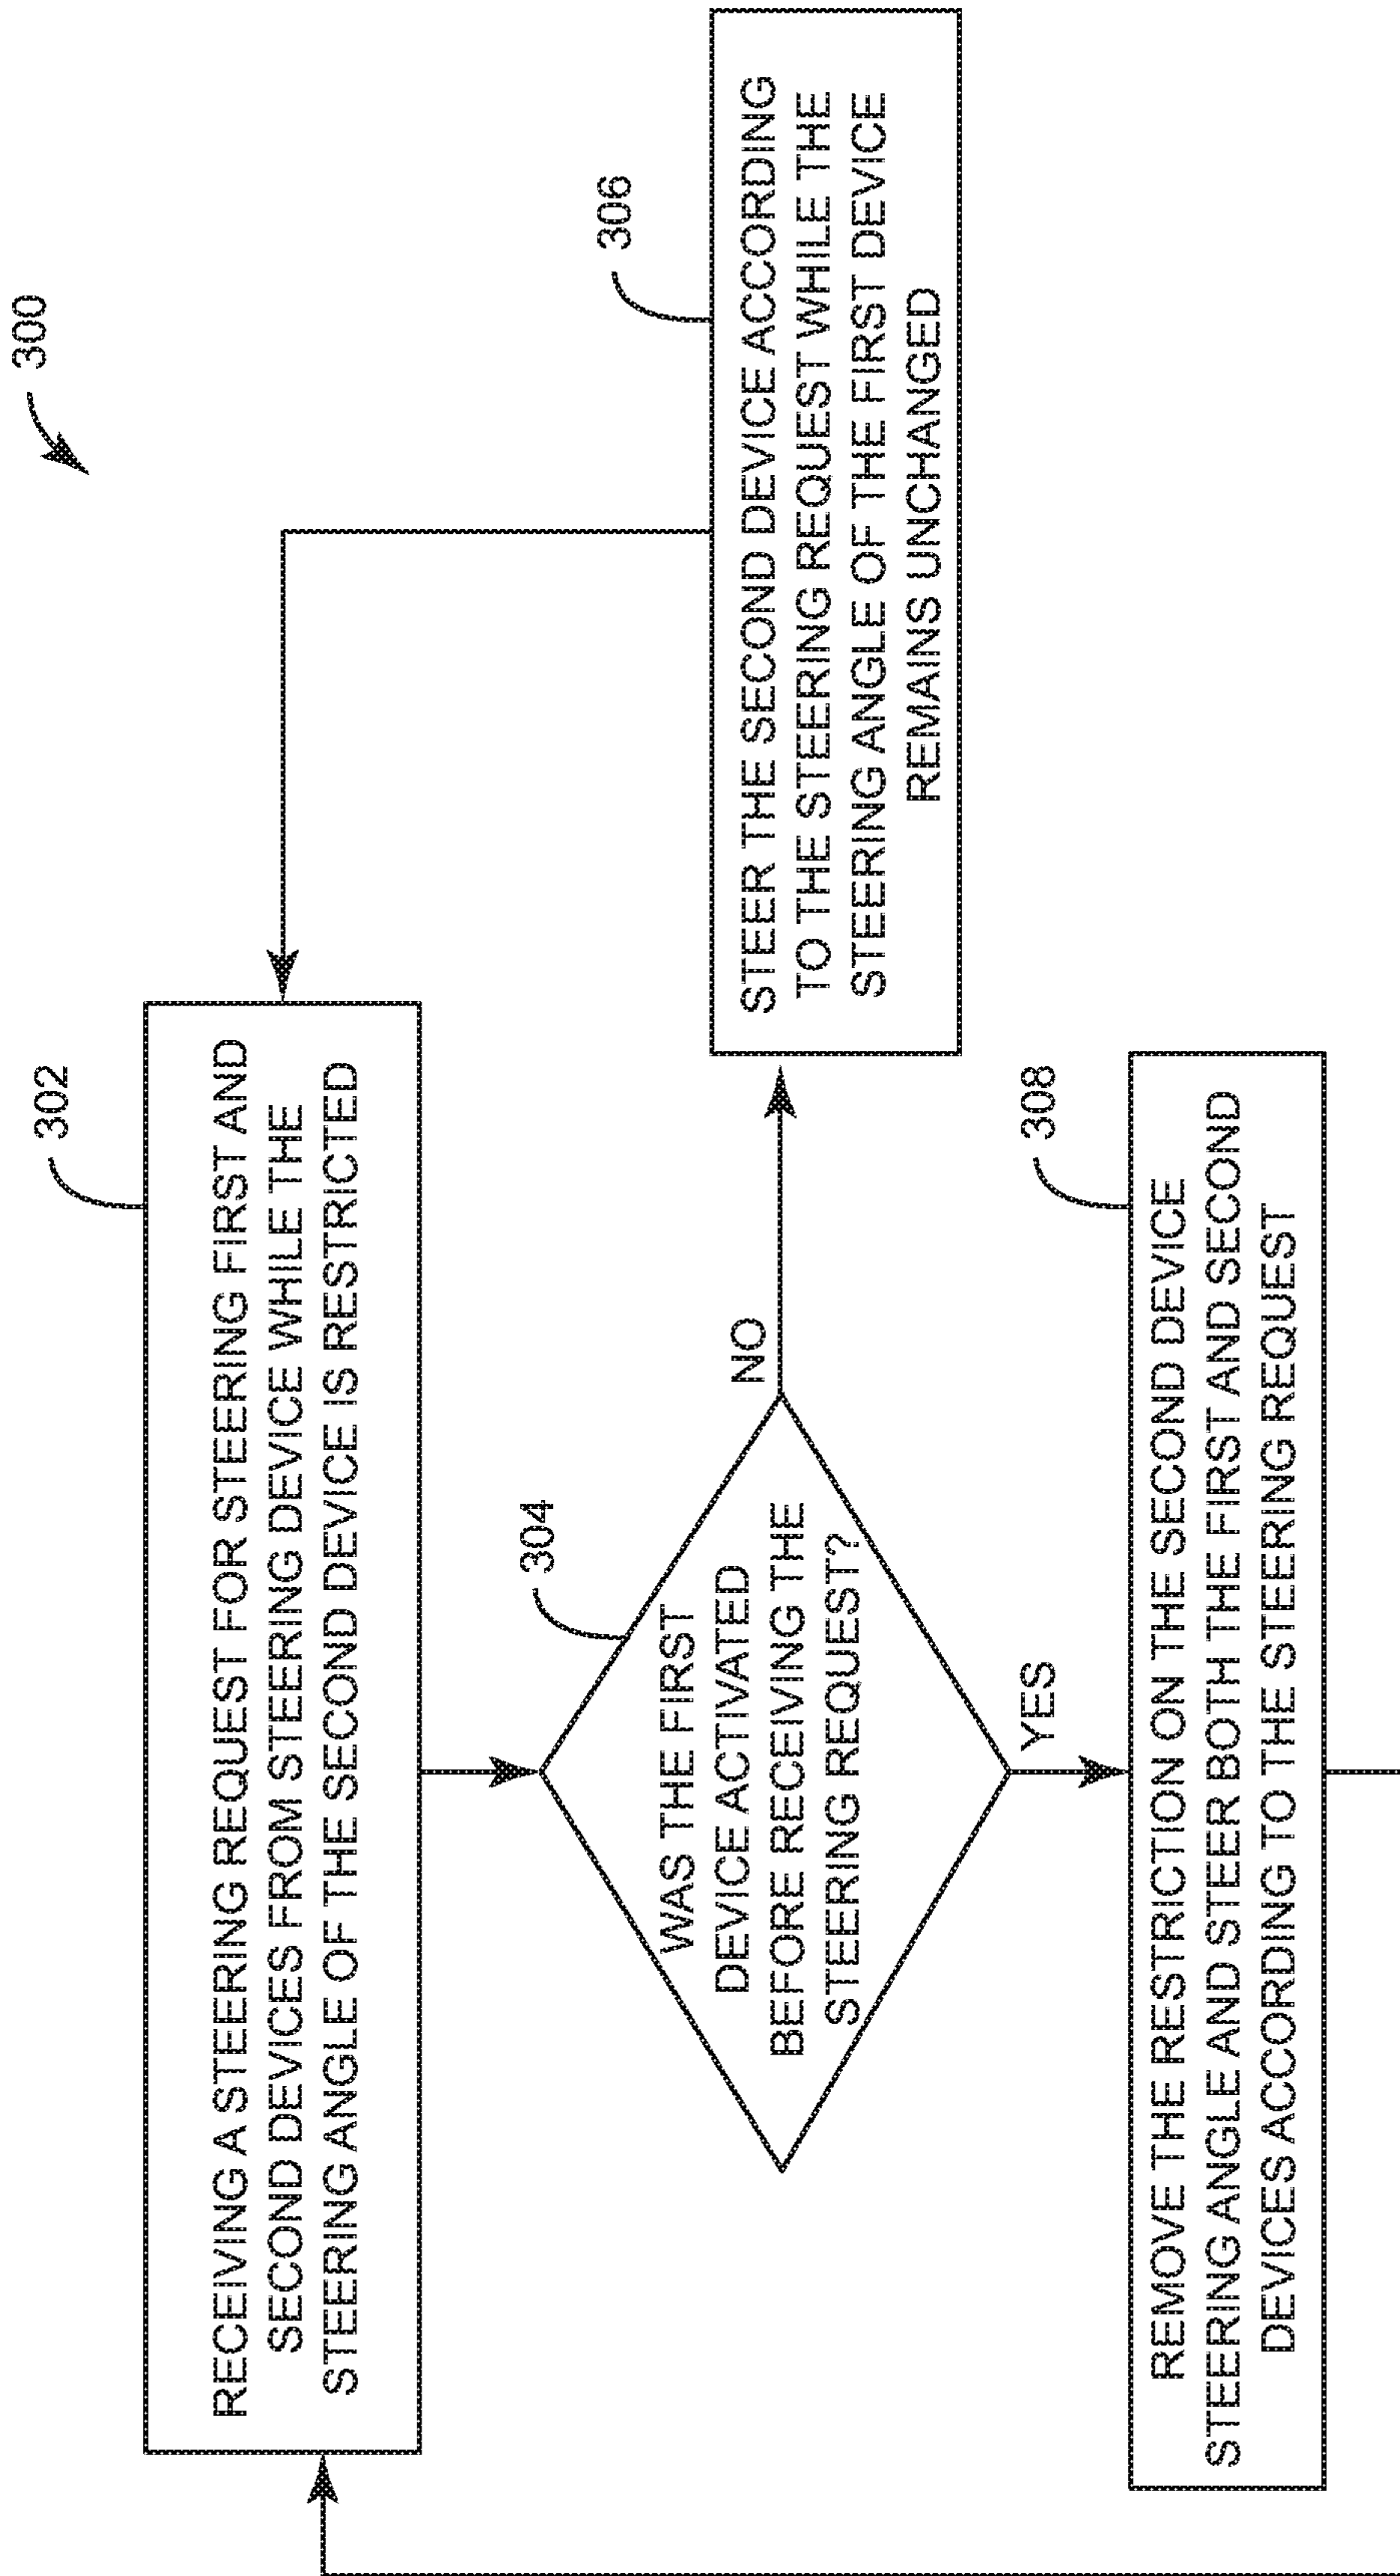 300
302
RECEIVING A STEERING REQUEST FOR STEERING FIRST AND
SECOND DEVICES FROM STEERING DEVICE WHILE THE
STEERING ANGLE OF THE SECOND DEVICE IS RESTRICTED
304
WAS THE FIRST
DEVICE ACTIVATED
BEFORE RECEIVING THE
STEERING REQUEST?
NO
306
STEER THE SECOND DEVICE ACCORDING
TO THE STEERING REQUEST WHILE THE
STEERING ANGLE OF THE FIRST DEVICE
REMAINS UNCHANGED
YES
308
REMOVE THE RESTRICTION ON THE SECOND DEVICE
STEERING ANGLE AND STEER BOTH THE FIRST AND SECOND
DEVICES ACCORDING TO THE STEERING REQUEST